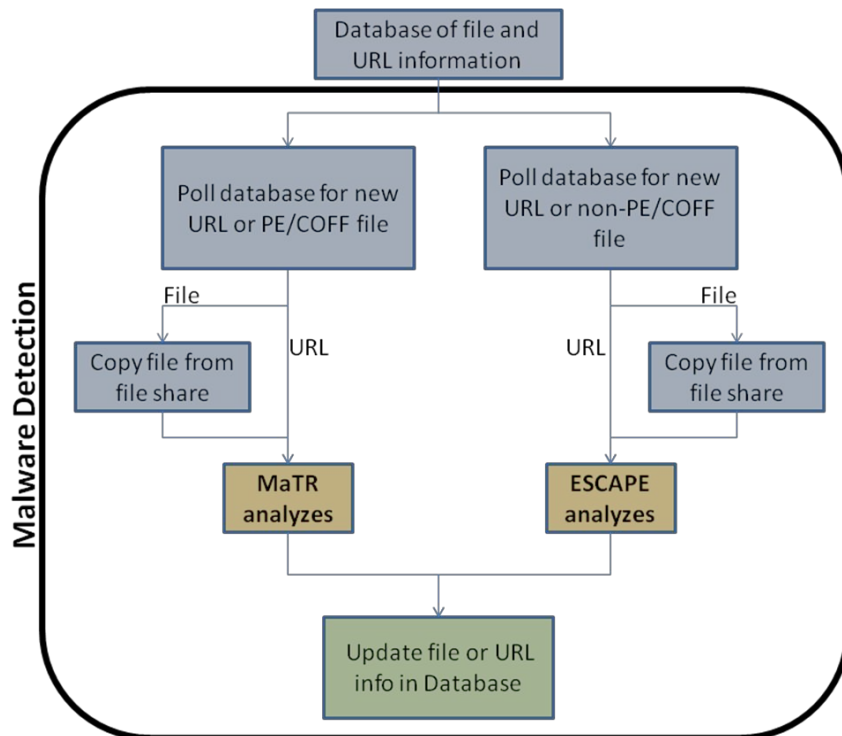 Database of file and
URL information
Poll database for new
URL or PE/COFF file
Poll database for new
URL or non-PE/COFF
file
File
File
URL
URL
Copy file from
file share
Copy file from
file share
Malware Detection
MaTR
analyzes
ESCAPE
analyzes
Update file or URL
info in Database